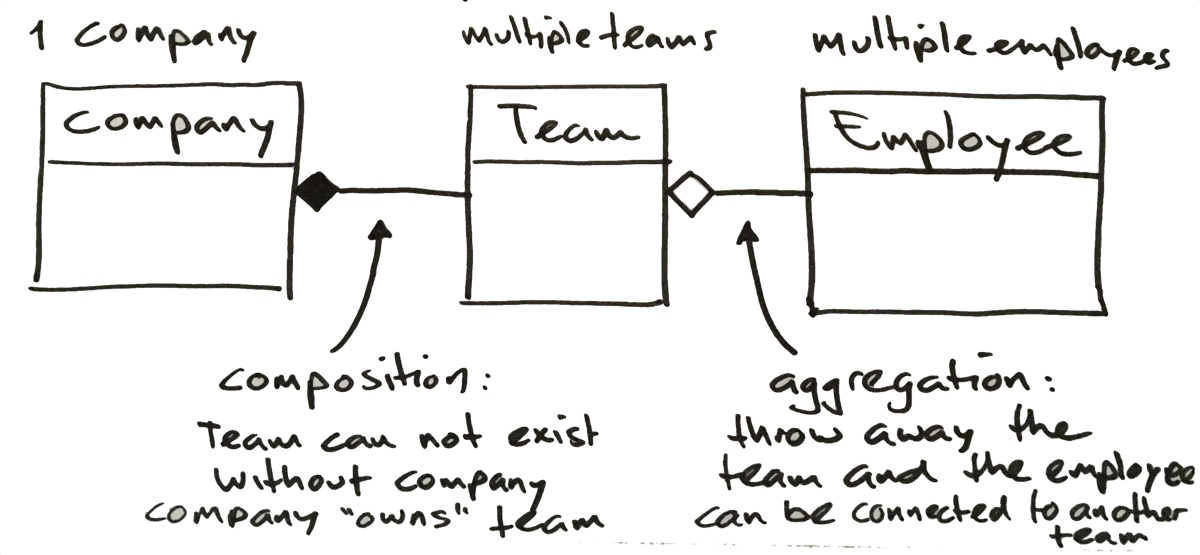 1 company
multiple teams
multiple employees
Company
Team
Employee
composition:
Team can not exist
without company
company "owns" team
aggregation:
throw away the
team and the employee
can be connected to another
team